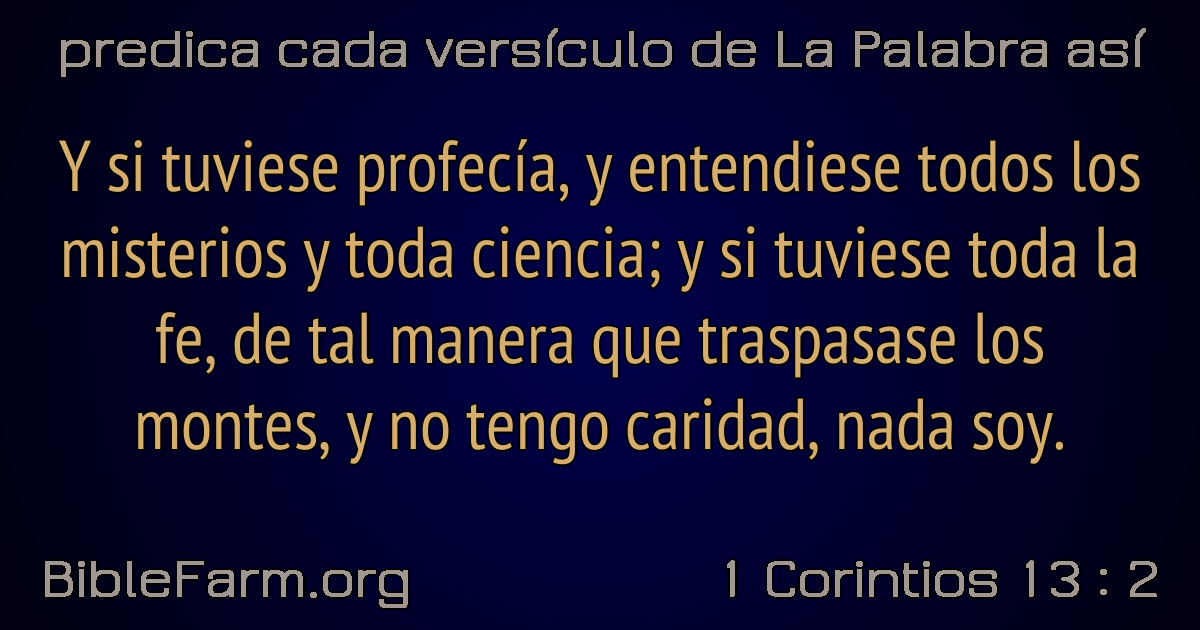 predica cada versículo de La Palabra así
Y si tuviese profecía, y entendiese todos los
misterios y toda ciencia; y si tuviese toda la
fe, de tal manera que traspasase los
montes, y no tengo caridad, nada soy.
BibleFarm.org
1 Corintios 13 : 2